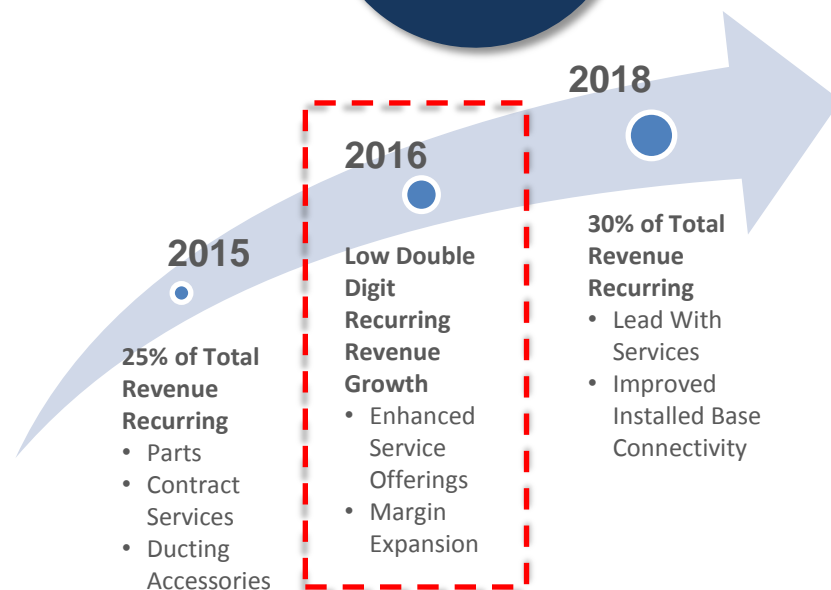 2015
25% of Total
Revenue
Recurring
• Parts
• Contract
Services
• Ducting
Accessories
2016
Low Double
Digit
Recurring
Revenue
Growth
• Enhanced
Service
Offerings
• Margin
Expansion
2018
30% of Total
Revenue
Recurring
• Lead With
Services
• Improved
Installed Base
Connectivity